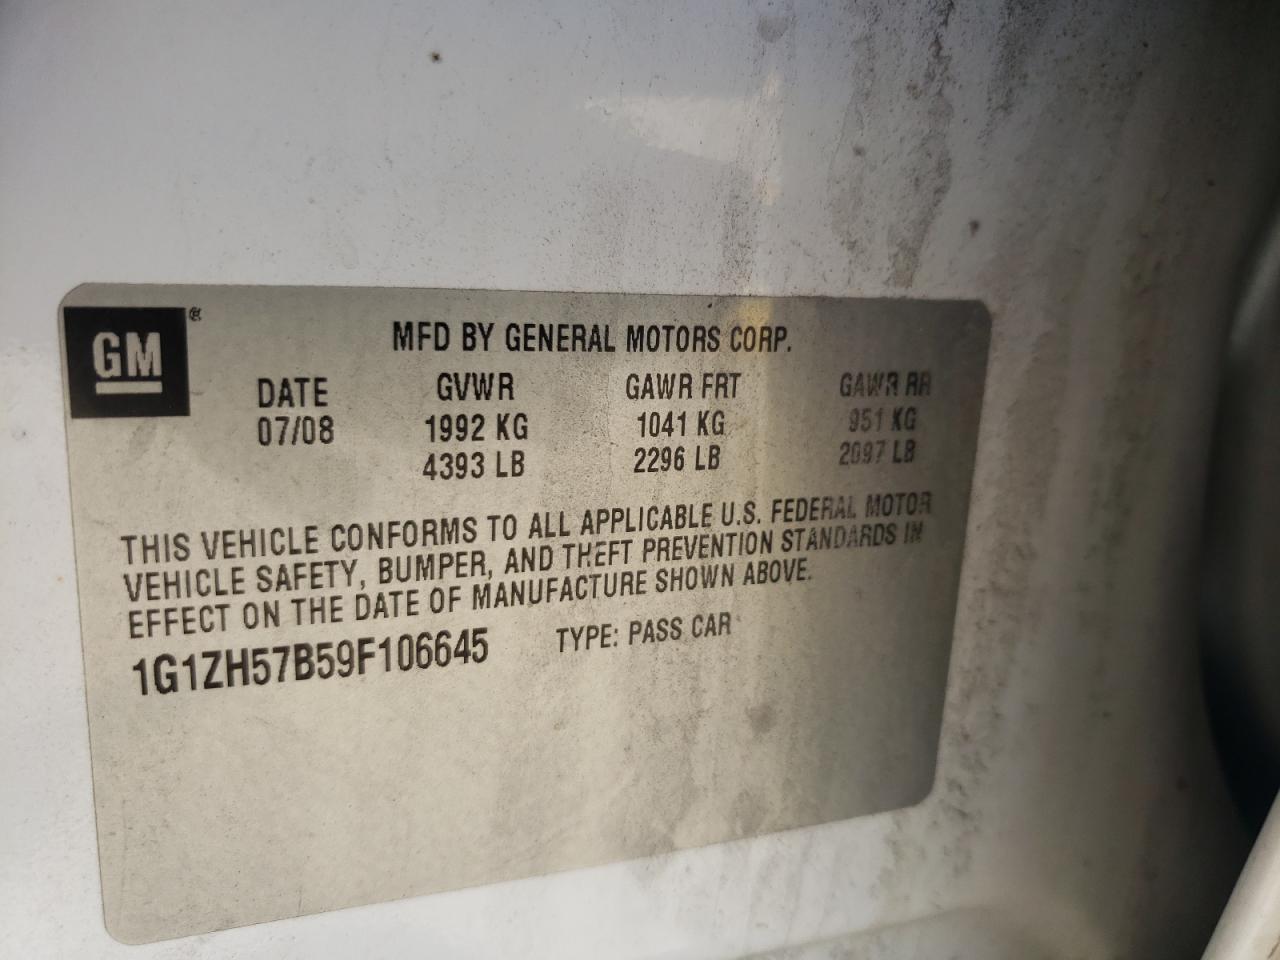 GM ®
MFD BY GENERAL MOTORS CORP.
DATE GVWR GAWR FRT GAWR RR
07/08 1992 KG 1041 KG 951 KG
4393 LB 2296 LB 2097 LB
THIS VEHICLE CONFORMS TO ALL APPLICABLE U.S. FEDERAL MOTOR
VEHICLE SAFETY, BUMPER, AND THEFT PREVENTION STANDARDS IN
EFFECT ON THE DATE OF MANUFACTURE SHOWN ABOVE.
1G1ZH57B59F106645 TYPE: PASS CAR